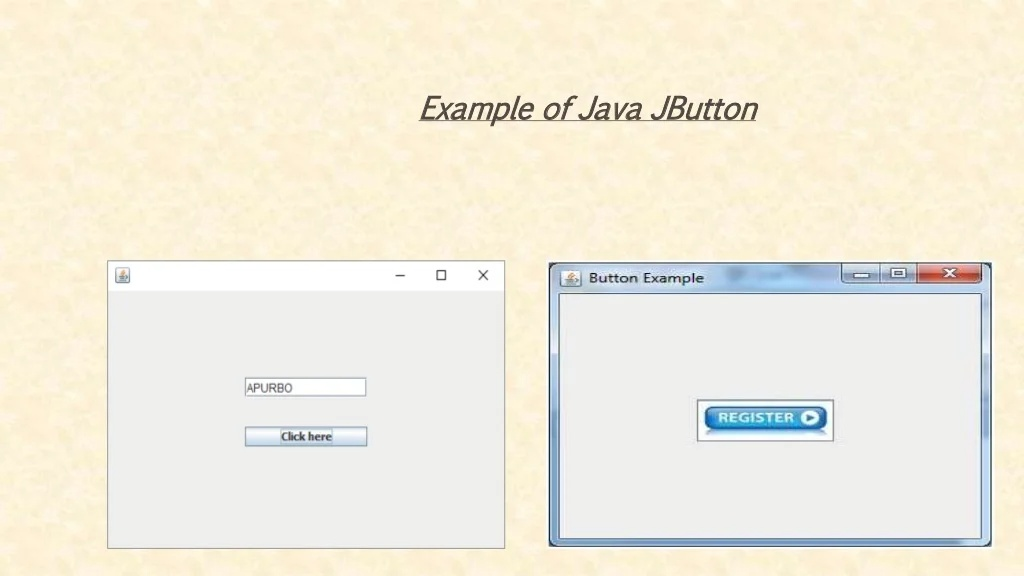 Example of Java JButton
APURBO
Click here
Button Example
REGISTER